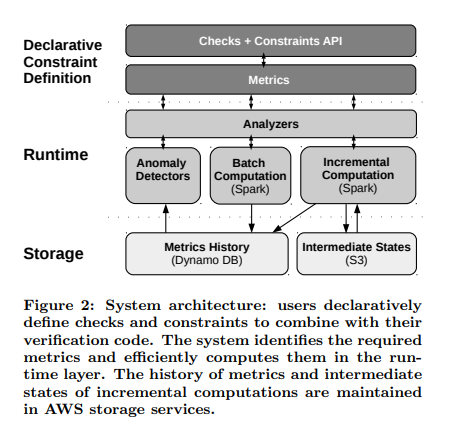 Declarative
Constraint
Definition
Checks + Constraints API
Metrics
Runtime
Analyzers
Anomaly
Detectors
Batch
Computation
(Spark)
Incremental
Computation
(Spark)
Storage
Metrics History
(Dynamo DB)
Intermediate States
(S3)
Figure 2: System architecture: users declaratively
define checks and constraints to combine with their
verification code. The system identifies the required
metrics and efficiently computes them in the run-
time layer. The history of metrics and intermediate
states of incremental computations are maintained
in AWS storage services.